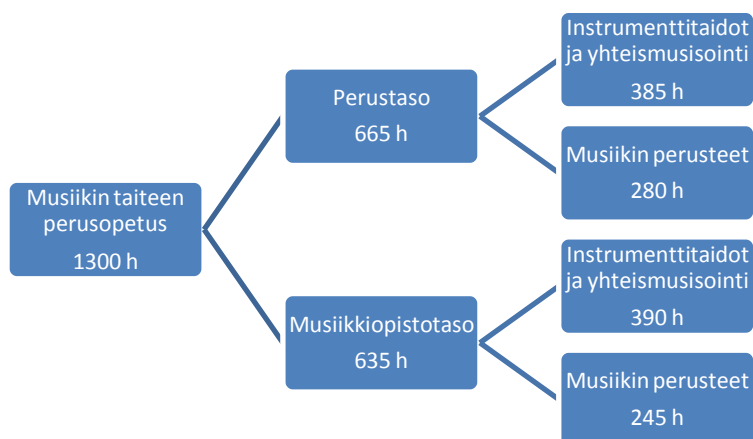 Musiikin taiteen
perusopetus
1300 h
Perustaso
665 h
Instrumenttitaidot
ja yhteismusisointi
385 h
Musiikin perusteet
280 h
Musiikkiopistotaso
635 h
Instrumenttitaidot
ja yhteismusisointi
390 h
Musiikin perusteet
245 h